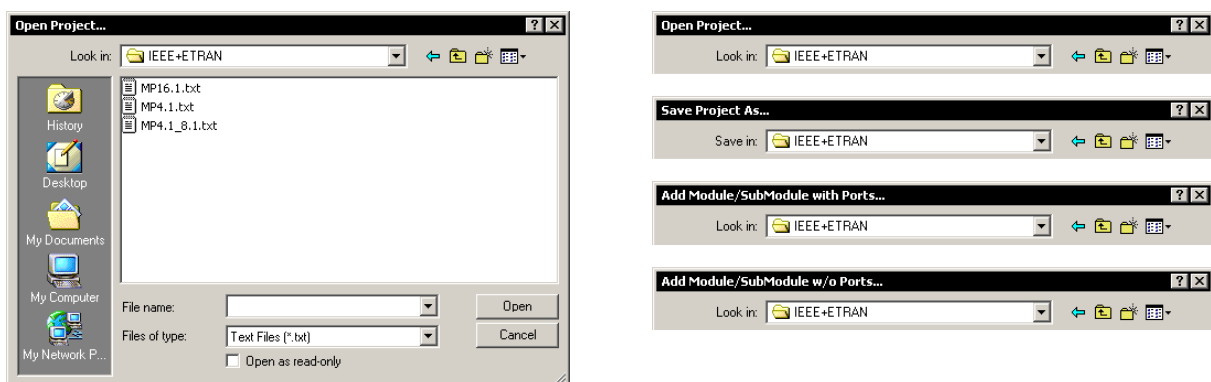 Open Project...
Look in: IEEE+ETRAN
MP16.1.txt
MP4.1.txt
MP4.1_8.1.txt
History
Desktop
My Documents
My Computer
My Network P...
File name:
Open
Files of type: Text Files (*.txt)
Cancel
Open as read-only
Open Project...
Look in: IEEE+ETRAN
Save Project As...
Save in: IEEE+ETRAN
Add Module/SubModule with Ports...
Look in: IEEE+ETRAN
Add Module/SubModule w/o Ports...
Look in: IEEE+ETRAN